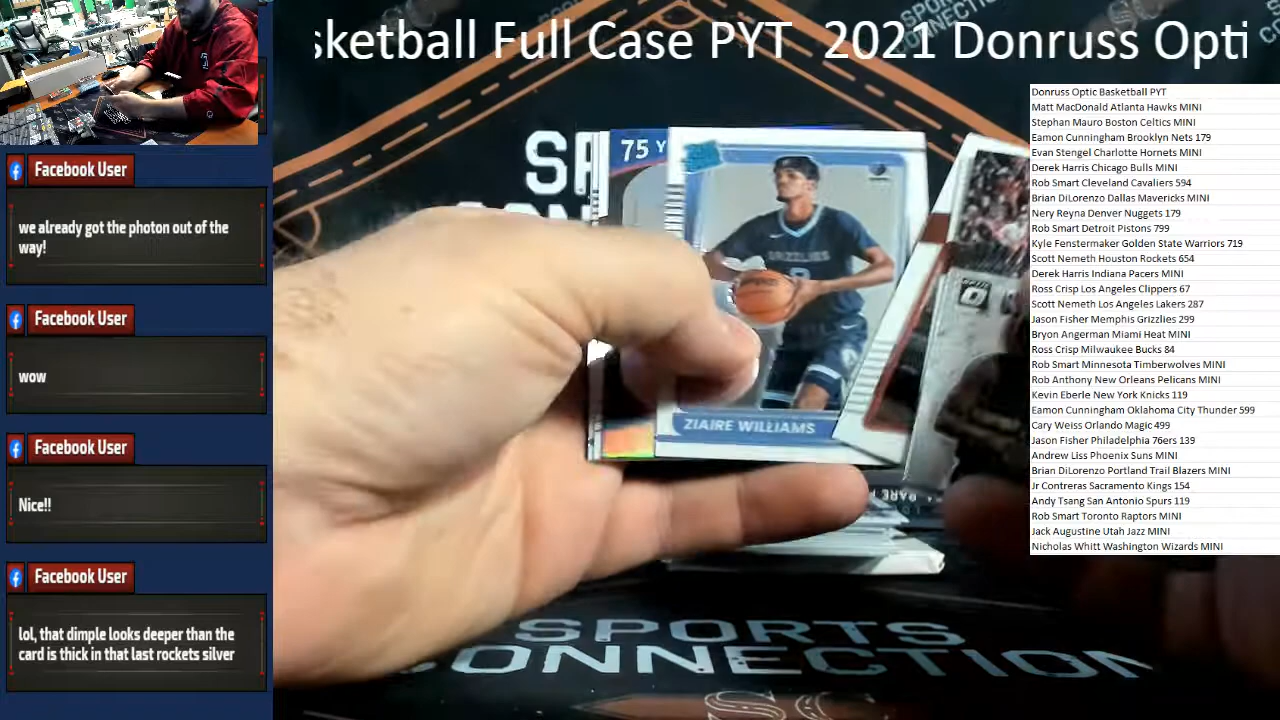 sketball Full Case PYT 2021 Donruss Opti
Facebook User
we already got the photon out of the
way!
Facebook User
wow
Facebook User
Nice!!
Facebook User
lol, that dimple looks deeper than the
card is thick in that last rockets silver
75 Y
GRIZZLIES
ZIAIRE WILLIAMS
OPTIC
SPORTS
CONNECTION
SC
Donruss Optic Basketball PYT
Matt MacDonald Atlanta Hawks MINI
Stephan Mauro Boston Celtics MINI
Eamon Cunningham Brooklyn Nets 179
Evan Stengel Charlotte Hornets MINI
Derek Harris Chicago Bulls MINI
Rob Smart Cleveland Cavaliers 594
Brian DiLorenzo Dallas Mavericks MINI
Nery Reyna Denver Nuggets 179
Rob Smart Detroit Pistons 799
Kyle Fenstermaker Golden State Warriors 719
Scott Nemeth Houston Rockets 654
Derek Harris Indiana Pacers MINI
Ross Crisp Los Angeles Clippers 67
Scott Nemeth Los Angeles Lakers 287
Jason Fisher Memphis Grizzlies 299
Bryon Angerman Miami Heat MINI
Ross Crisp Milwaukee Bucks 84
Rob Smart Minnesota Timberwolves MINI
Rob Anthony New Orleans Pelicans MINI
Kevin Eberle New York Knicks 119
Eamon Cunningham Oklahoma City Thunder 599
Cary Weiss Orlando Magic 499
Jason Fisher Philadelphia 76ers 139
Andrew Liss Phoenix Suns MINI
Brian DiLorenzo Portland Trail Blazers MINI
Jr Contreras Sacramento Kings 154
Andy Tsang San Antonio Spurs 119
Rob Smart Toronto Raptors MINI
Jack Augustine Utah Jazz MINI
Nicholas Whitt Washington Wizards MINI